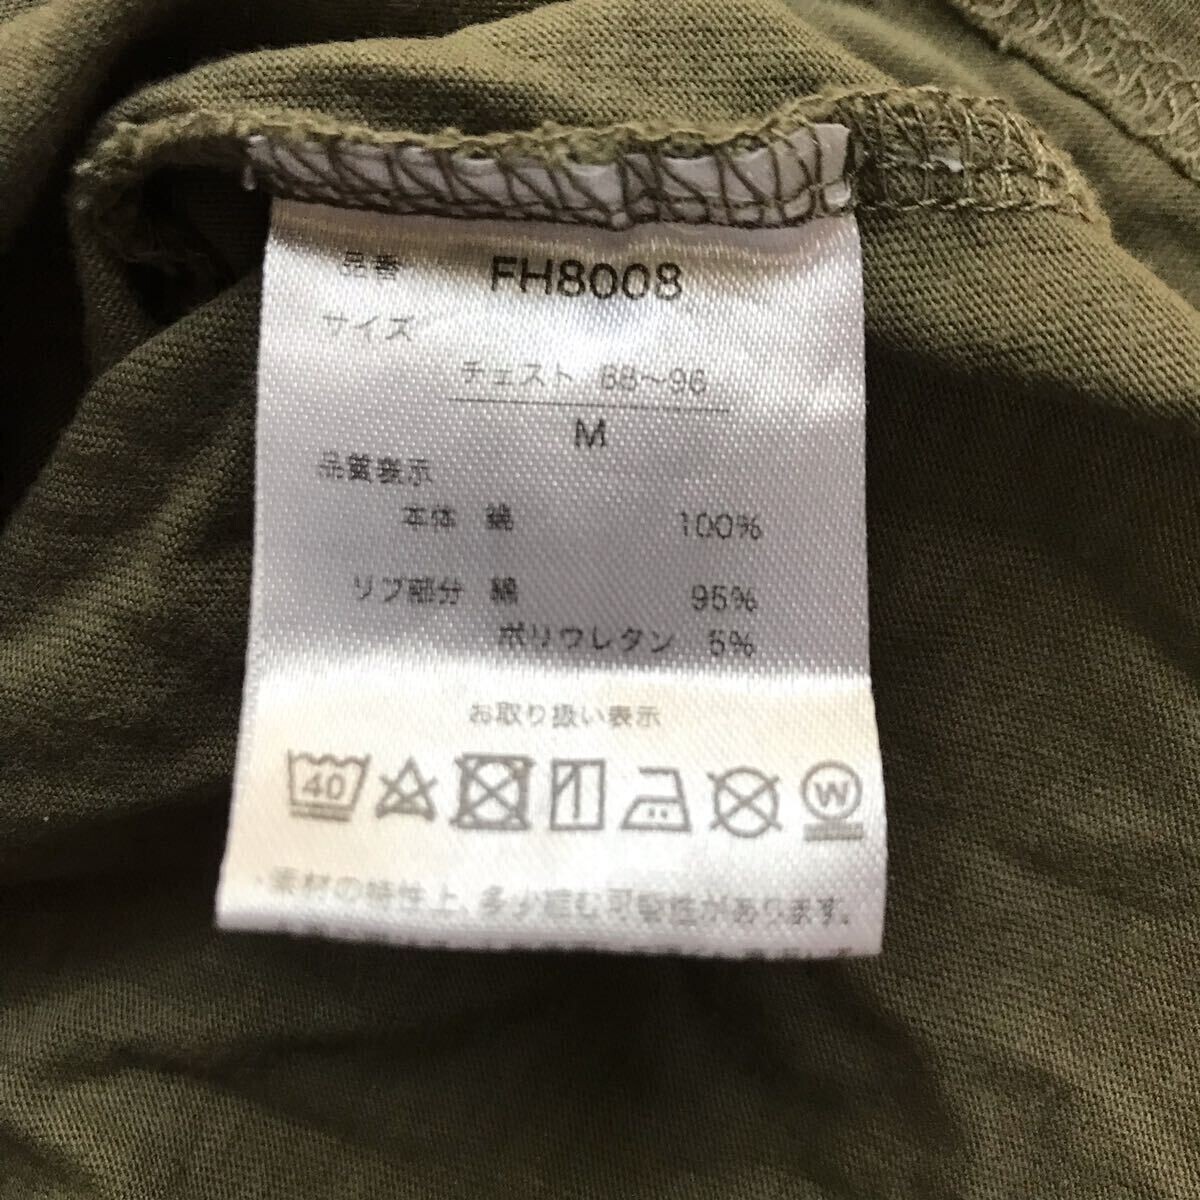 品番 FH8008
サイズ
チェスト 88〜96
M
品質表示
本体 綿 100%
リブ部分 綿 95%
ポリウレタン 5%
お取り扱い表示
40 W
・素材の特性上、多少縮む可能性があります。